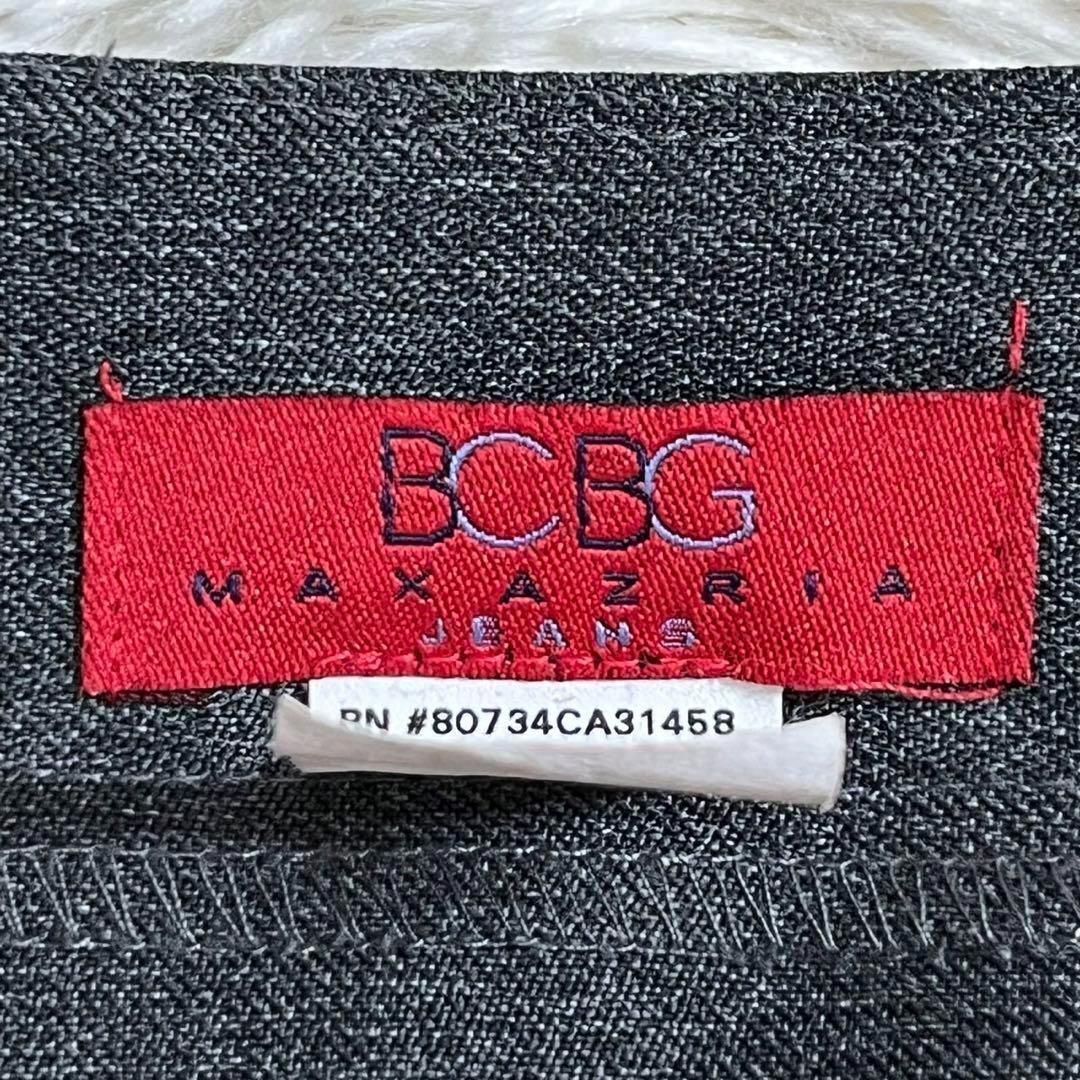 BCBG
MAXAZRIA
JEANS
RN #80734CA31458